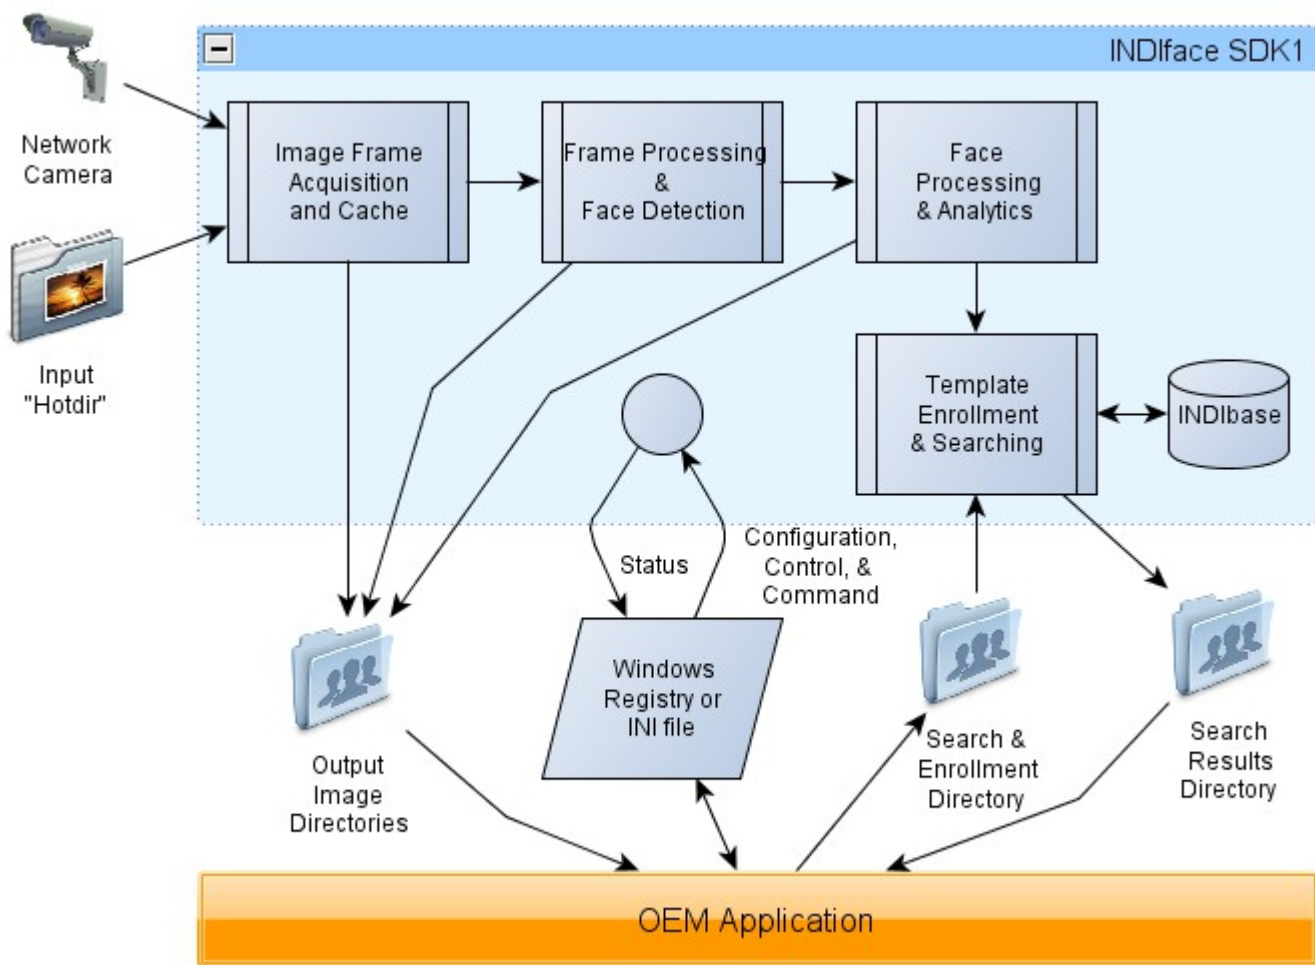 INDIface SDK1
Network
Camera
Input
"Hotdir"
Image Frame
Acquisition
and Cache
Frame Processing
&
Face Detection
Face
Processing
& Analytics
Template
Enrollment
& Searching
INDIbase
Status
Configuration,
Control, &
Command
Windows
Registry or
INI file
Output
Image
Directories
Search &
Enrollment
Directory
Search
Results
Directory
OEM Application